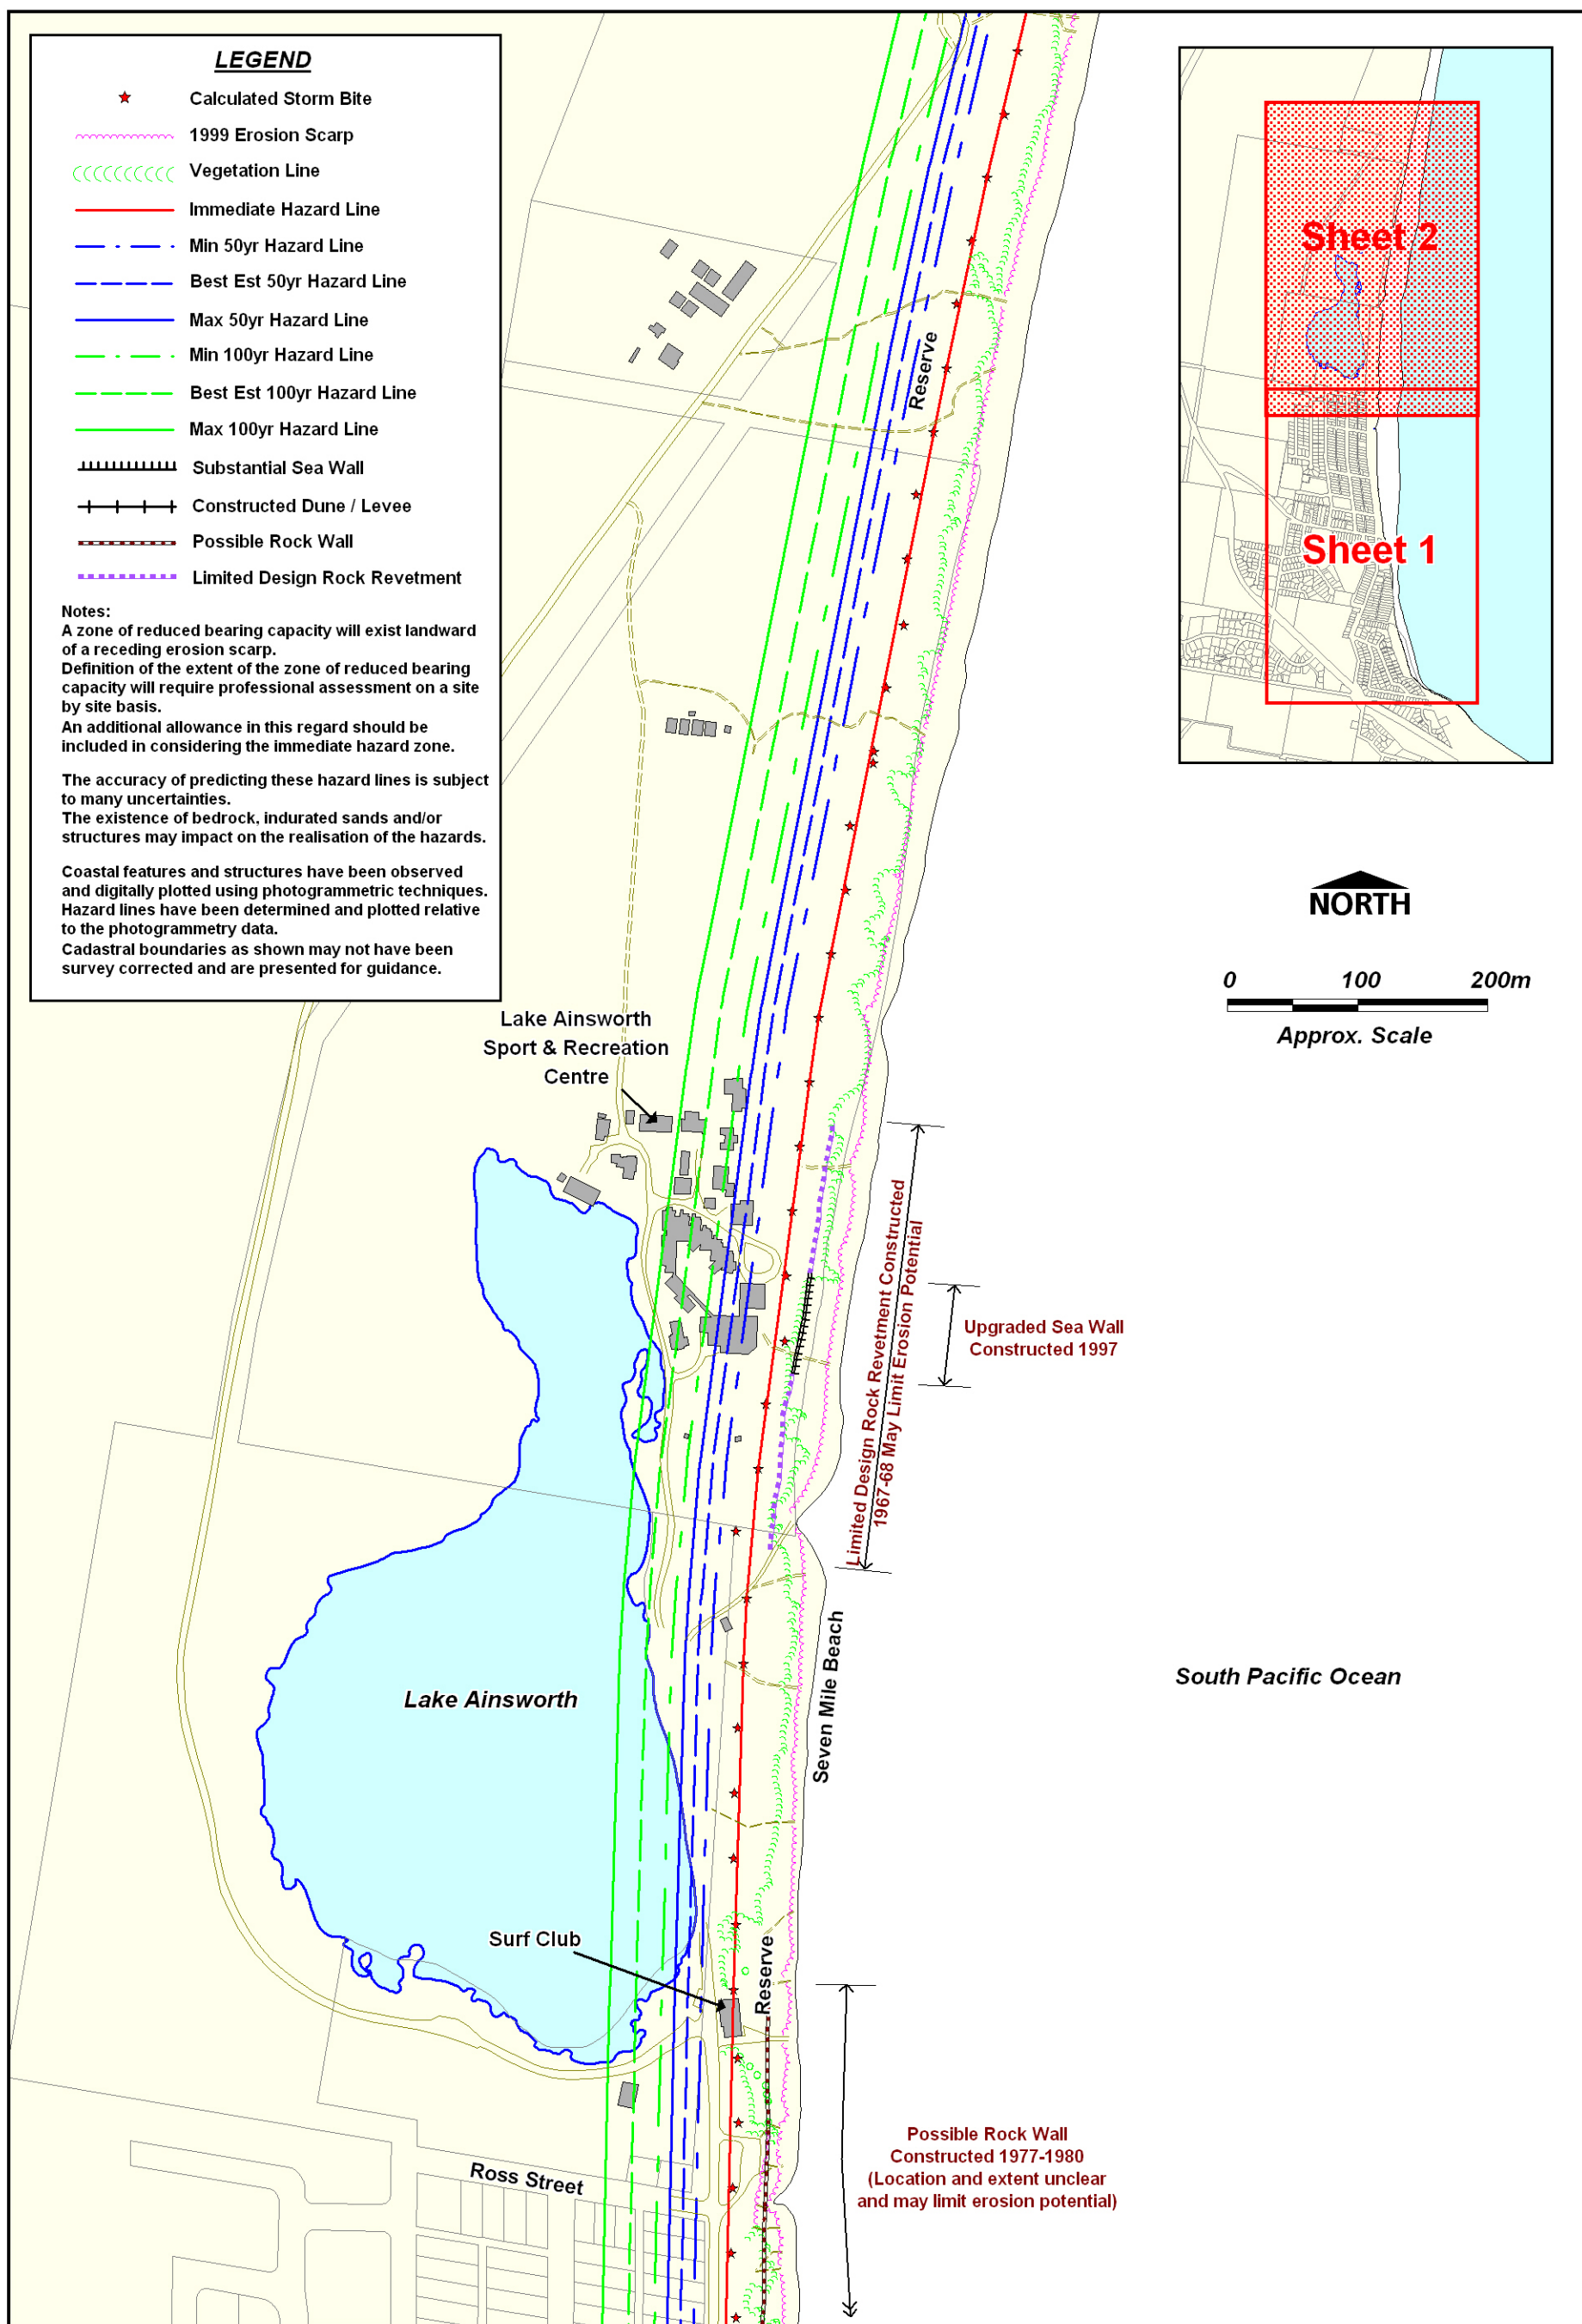 LEGEND
Calculated Storm Bite
1999 Erosion Scarp
Vegetation Line
Immediate Hazard Line
Min 50yr Hazard Line
Best Est 50yr Hazard Line
Max 50yr Hazard Line
Min 100yr Hazard Line
Best Est 100yr Hazard Line
Max 100yr Hazard Line
Substantial Sea Wall
Constructed Dune / Levee
Possible Rock Wall
Limited Design Rock Revetment
Notes:
A zone of reduced bearing capacity will exist landward
of a receding erosion scarp.
Definition of the extent of the zone of reduced bearing
capacity will require professional assessment on a site
by site basis.
An additional allowance in this regard should be
included in considering the immediate hazard zone.
The accuracy of predicting these hazard lines is subject
to many uncertainties.
The existence of bedrock, indurated sands and/or
structures may impact on the realisation of the hazards.
Coastal features and structures have been observed
and digitally plotted using photogrammetric techniques.
Hazard lines have been determined and plotted relative
to the photogrammetry data.
Cadastral boundaries as shown may not have been
survey corrected and are presented for guidance.
Sheet 2
Sheet 1
Reserve
NORTH
0 100 200m
Approx. Scale
Lake Ainsworth
Sport & Recreation
Centre
Limited Design Rock Revetment Constructed
1967-68 May Limit Erosion Potential
Upgraded Sea Wall
Constructed 1997
Seven Mile Beach
South Pacific Ocean
Lake Ainsworth
Surf Club
Reserve
Possible Rock Wall
Constructed 1977-1980
(Location and extent unclear
and may limit erosion potential)
Ross Street